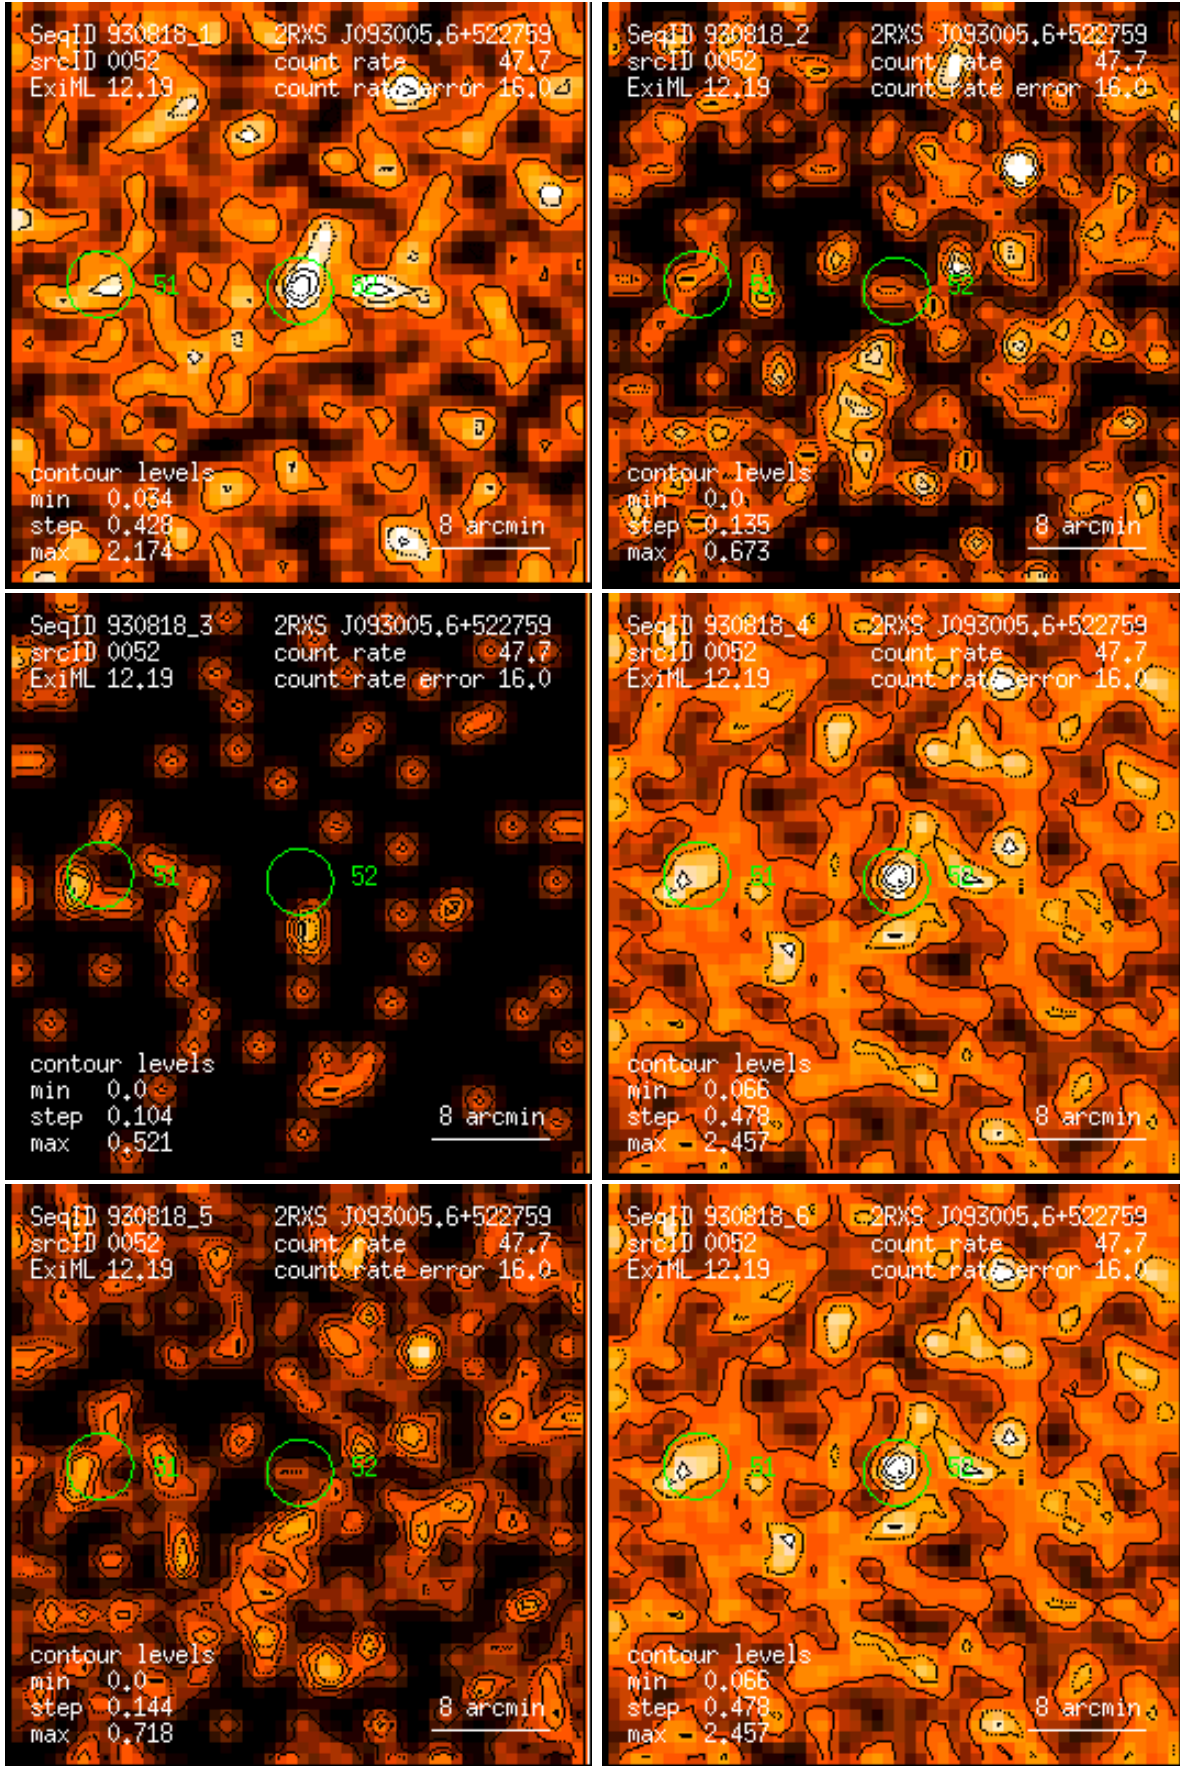 SeqID 930818_1 2RXS J093005.6+522759
srcID 0052 count rate 47.7
ExiML 12.19 count rate error 16.0
51 52
contour levels
min 0.034
step 0.428 8 arcmin
max 2.174
SeqID 930818_2 2RXS J093005.6+522759
srcID 0052 count rate 47.7
ExiML 12.19 count rate error 16.0
51 52
contour levels
min 0.0
step 0.135 8 arcmin
max 0.673
SeqID 930818_3 2RXS J093005.6+522759
srcID 0052 count rate 47.7
ExiML 12.19 count rate error 16.0
51 52
contour levels
min 0.0
step 0.104 8 arcmin
max 0.521
SeqID 930818_4 2RXS J093005.6+522759
srcID 0052 count rate 47.7
ExiML 12.19 count rate error 16.0
51 52
contour levels
min 0.066
step 0.478 8 arcmin
max 2.457
SeqID 930818_5 2RXS J093005.6+522759
srcID 0052 count rate 47.7
ExiML 12.19 count rate error 16.0
51 52
contour levels
min 0.0
step 0.144 8 arcmin
max 0.718
SeqID 930818_6 2RXS J093005.6+522759
srcID 0052 count rate 47.7
ExiML 12.19 count rate error 16.0
51 52
contour levels
min 0.066
step 0.478 8 arcmin
max 2.457